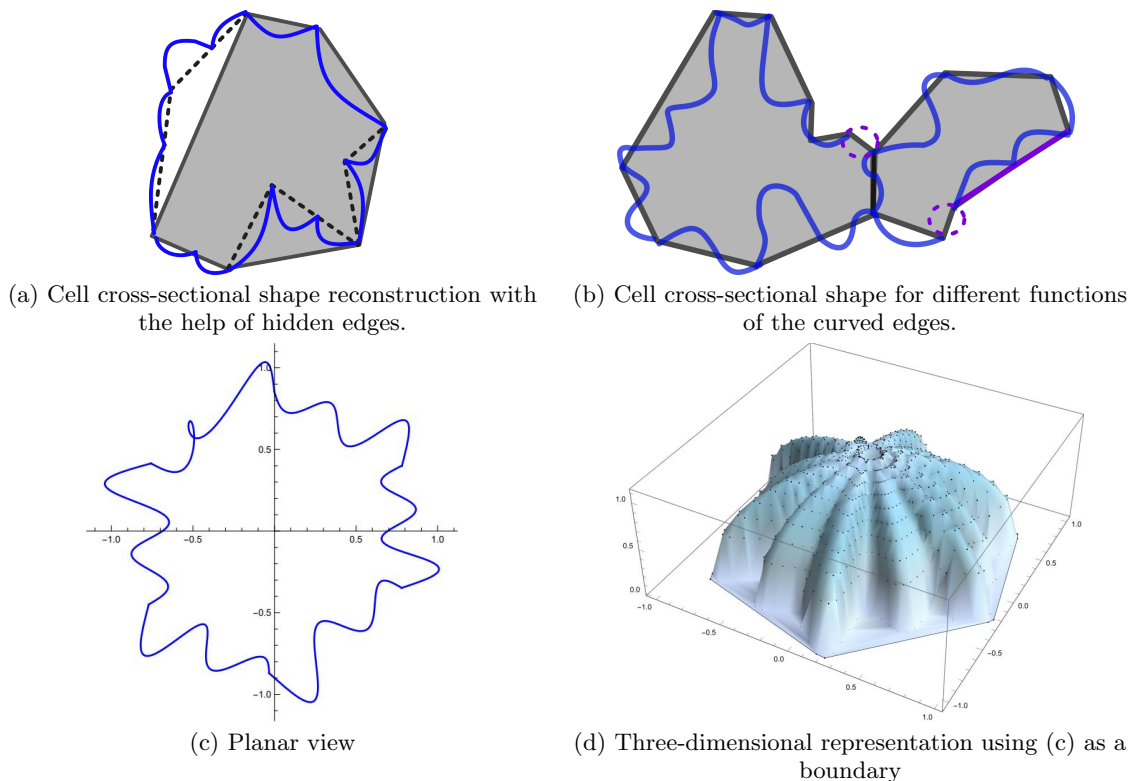 (a) Cell cross-sectional shape reconstruction with
the help of hidden edges.
(b) Cell cross-sectional shape for different functions
of the curved edges.
1.0
0.5
−1.0
−0.5
0.5
1.0
−0.5
−1.0
(c) Planar view
1.0
0.5
0.0
−1.0
−0.5
0.0
0.5
1.0
1.0
0.0
−0.5
−1.0
(d) Three-dimensional representation using (c) as a
boundary